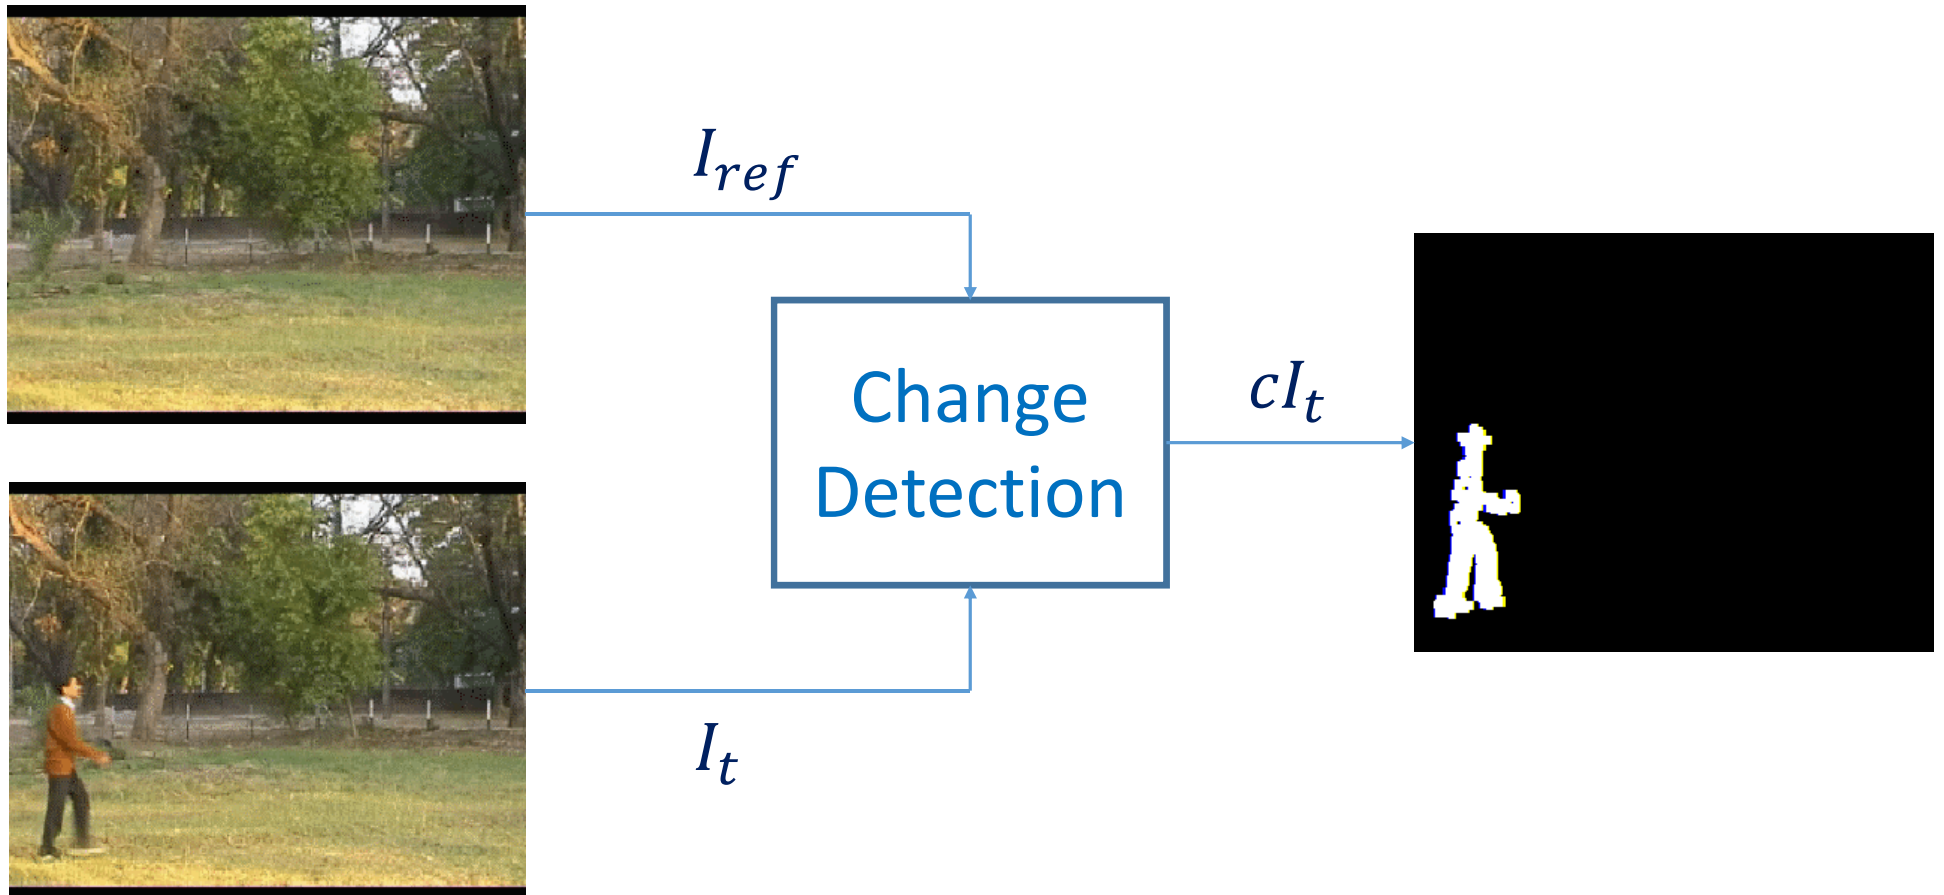 I_ref
Change
Detection
cI_t
I_t